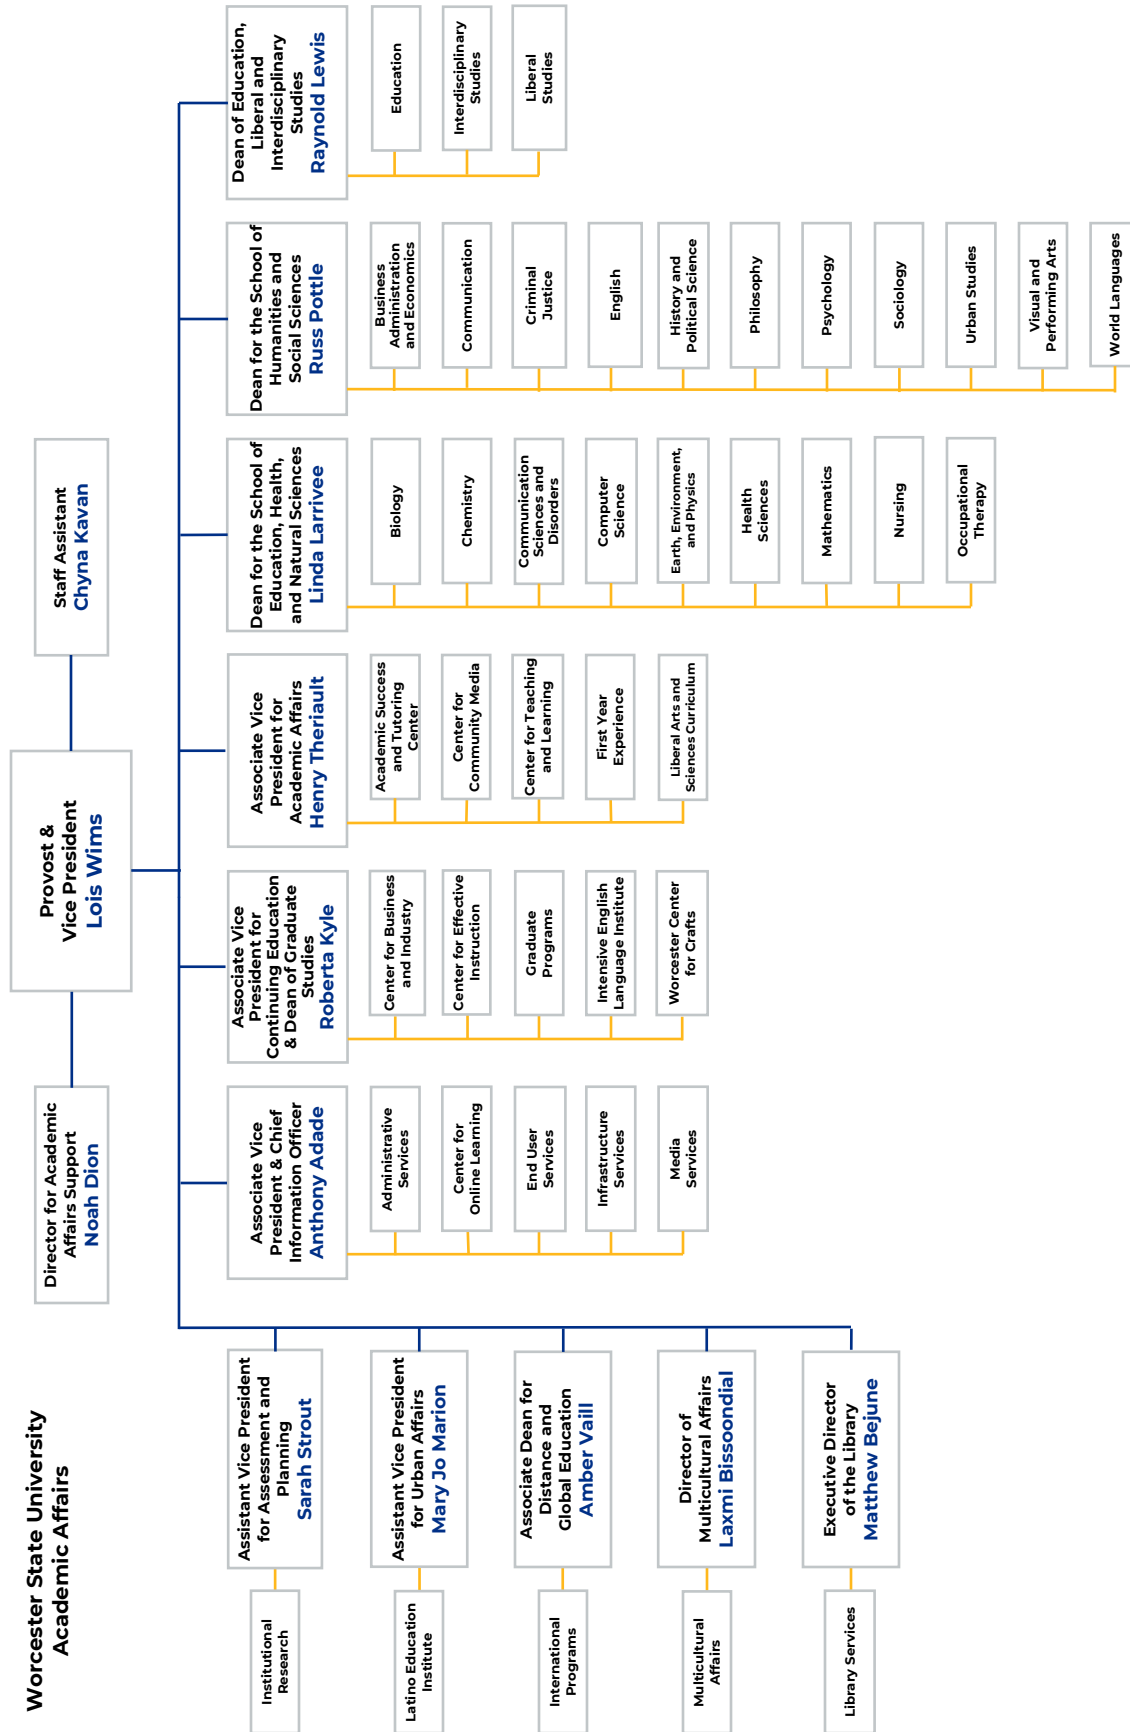 Worcester State University
Academic Affairs
Provost &
Vice President
Lois Wims
Director for Academic
Affairs Support
Noah Dion
Staff Assistant
Chyna Kavan
Assistant Vice President
for Assessment and
Planning
Sarah Strout
Institutional
Research
Assistant Vice President
for Urban Affairs
Mary Jo Marion
Latino Education
Institute
Associate Dean for
Distance and
Global Education
Amber Vaill
International
Programs
Director of
Multicultural Affairs
Laxmi Bissoondial
Multicultural
Affairs
Executive Director
of the Library
Matthew Bejune
Library Services
Associate Vice
President & Chief
Information Officer
Anthony Adade
Administrative
Services
Center for
Online Learning
End User
Services
Infrastructure
Services
Media
Services
Associate Vice
President for
Continuing Education
& Dean of Graduate
Studies
Roberta Kyle
Center for Business
and Industry
Center for Effective
Instruction
Graduate
Programs
Intensive English
Language Institute
Worcester Center
for Crafts
Associate Vice
President for
Academic Affairs
Henry Theriault
Academic Success
and Tutoring
Center
Center for
Community Media
Center for Teaching
and Learning
First Year
Experience
Liberal Arts and
Sciences Curriculum
Dean for the School of
Education, Health,
and Natural Sciences
Linda Larrivee
Biology
Chemistry
Communication
Sciences and
Disorders
Computer
Science
Earth, Environment,
and Physics
Health
Sciences
Mathematics
Nursing
Occupational
Therapy
Dean for the School of
Humanities and
Social Sciences
Russ Pottle
Business
Administration
and Economics
Communication
Criminal
Justice
English
History and
Political Science
Philosophy
Psychology
Sociology
Urban Studies
Visual and
Performing Arts
World Languages
Dean of Education,
Liberal and
Interdisciplinary
Studies
Raynold Lewis
Education
Interdisciplinary
Studies
Liberal
Studies